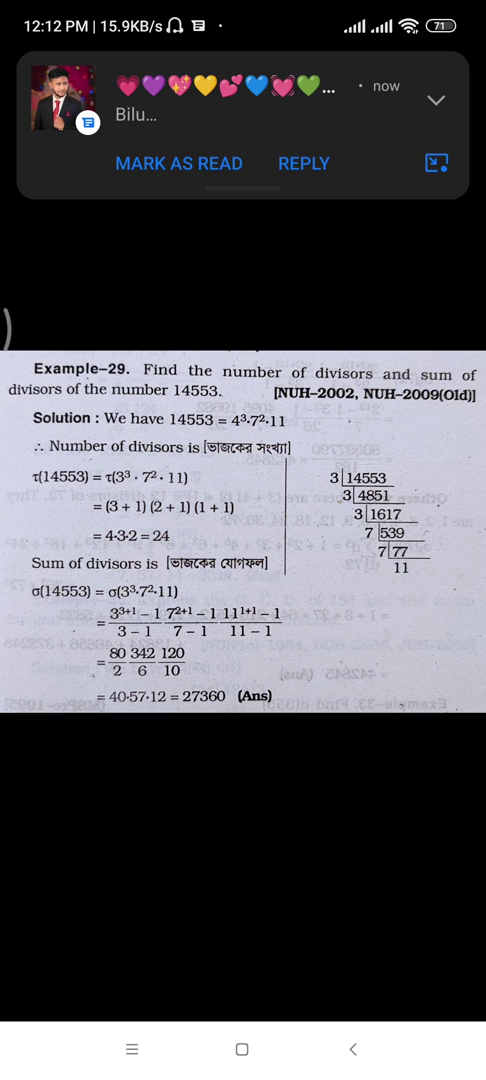 12:12 PM | 15.9KB/s 71
💗💜💖💛💕💙💓💚... • now
Bilu...
MARK AS READ REPLY
Example–29. Find the number of divisors and sum of
divisors of the number 14553. [NUH–2002, NUH–2009(Old)]
Solution : We have 14553 = 4³·7²·11
∴ Number of divisors is [ভাজকের সংখ্যা]
τ(14553) = τ(3³ · 7² · 11)
= (3 + 1) (2 + 1) (1 + 1)
= 4·3·2 = 24
3 | 14553
3 | 4851
3 | 1617
7 | 539
7 | 77
11
Sum of divisors is [ভাজকের যোগফল]
σ(14553) = σ(3³·7²·11)
= 3³⁺¹ – 1 7²⁺¹ – 1 11¹⁺¹ – 1
3 – 1 7 – 1 11 – 1
= 80 342 120
2 6 10
= 40·57·12 = 27360 (Ans)